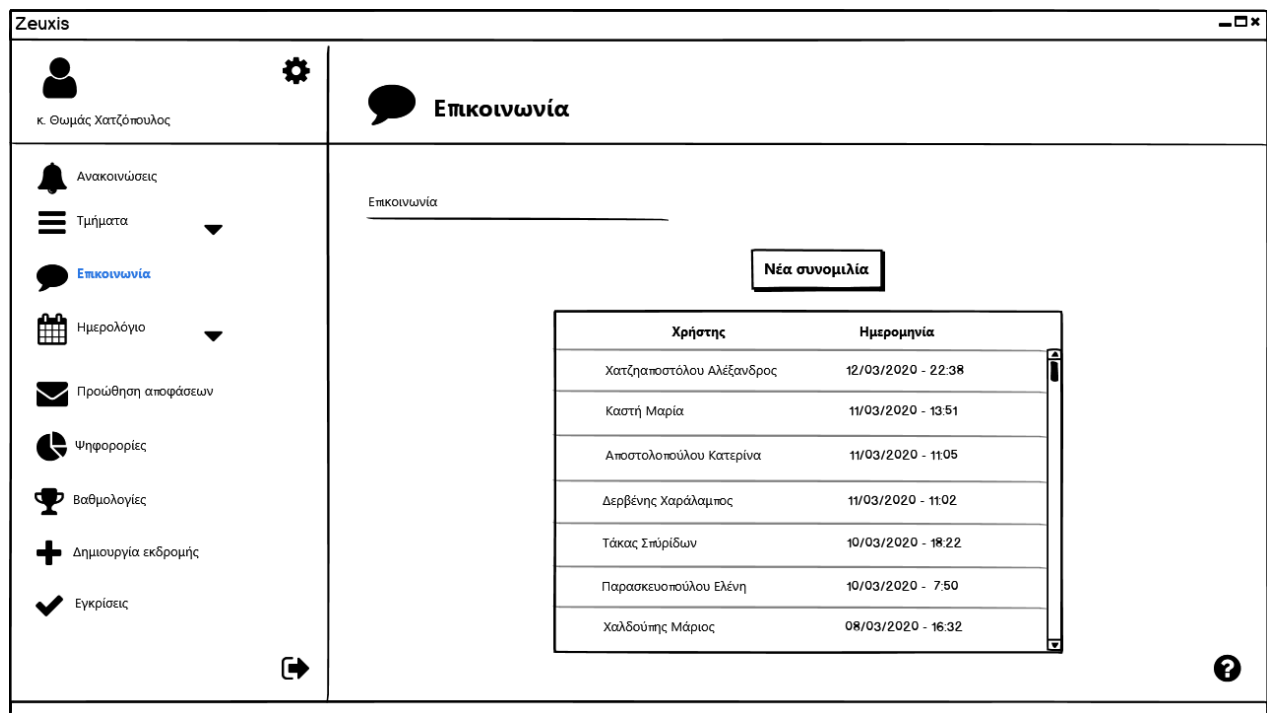 Zeuxis
κ. Θωμάς Χατζόπουλος
Επικοινωνία
Ανακοινώσεις
Τμήματα
Επικοινωνία
Ημερολόγιο
Προώθηση αποφάσεων
Ψηφορορίες
Βαθμολογίες
Δημιουργία εκδρομής
Εγκρίσεις
Επικοινωνία
Νέα συνομιλία
Χρήστης Ημερομηνία
Χατζηαποστόλου Αλέξανδρος 12/03/2020 - 22:38
Καστή Μαρία 11/03/2020 - 13:51
Αποστολοπούλου Κατερίνα 11/03/2020 - 11:05
Δερβένης Χαράλαμπος 11/03/2020 - 11:02
Τάκας Σπύρίδων 10/03/2020 - 18:22
Παρασκευοπούλου Ελένη 10/03/2020 - 7:50
Χαλδούπης Μάριος 08/03/2020 - 16:32